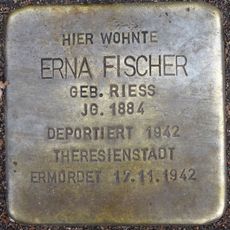 HIER WOHNTE
ERNA FISCHER
GEB. RIESS
JG. 1884
DEPORTIERT 1942
THERESIENSTADT
ERMORDET 17.11.1942